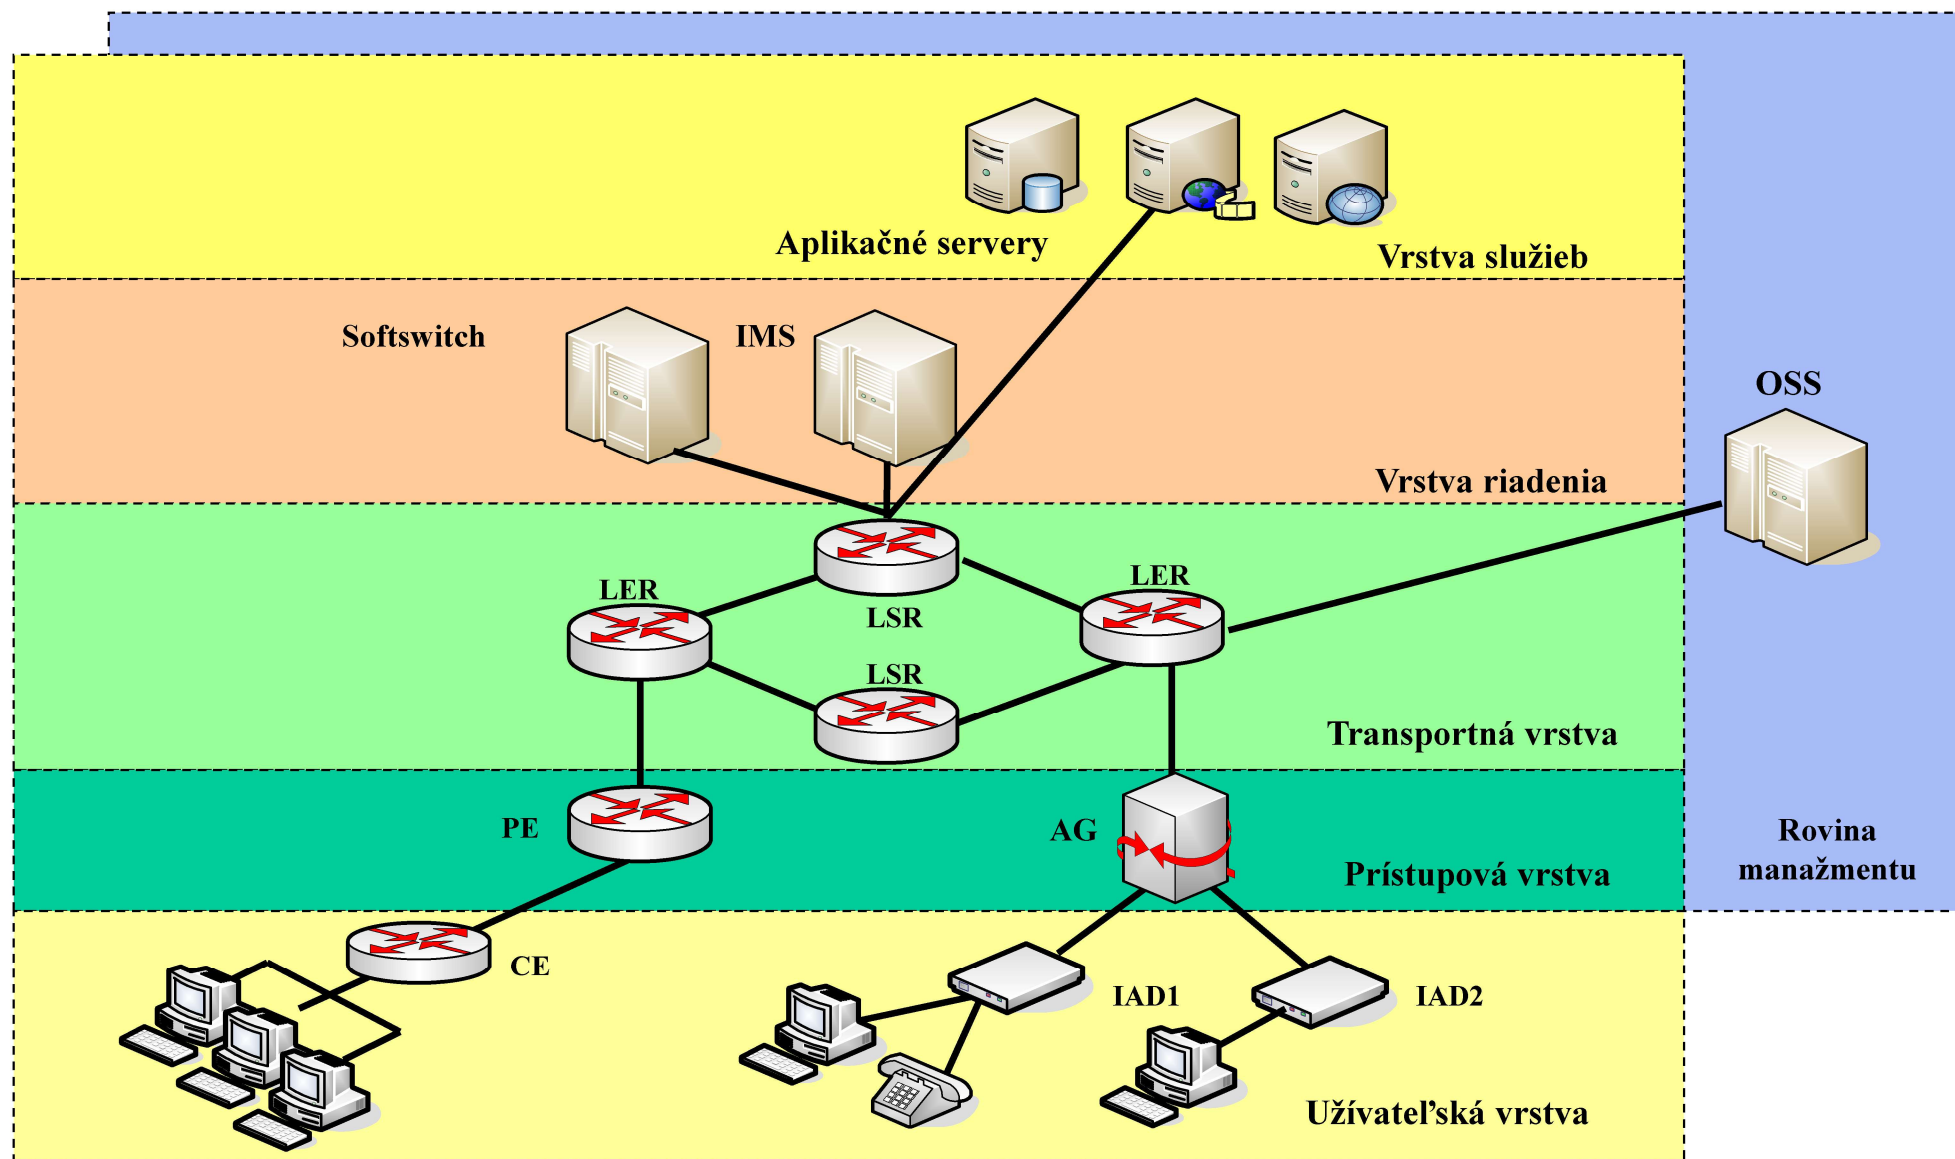 Aplikačné servery
Vrstva služieb
Softswitch
IMS
OSS
Vrstva riadenia
LER
LER
LSR
LSR
Transportná vrstva
PE
AG
Rovina
manažmentu
Prístupová vrstva
CE
IAD1
IAD2
Užívateľská vrstva